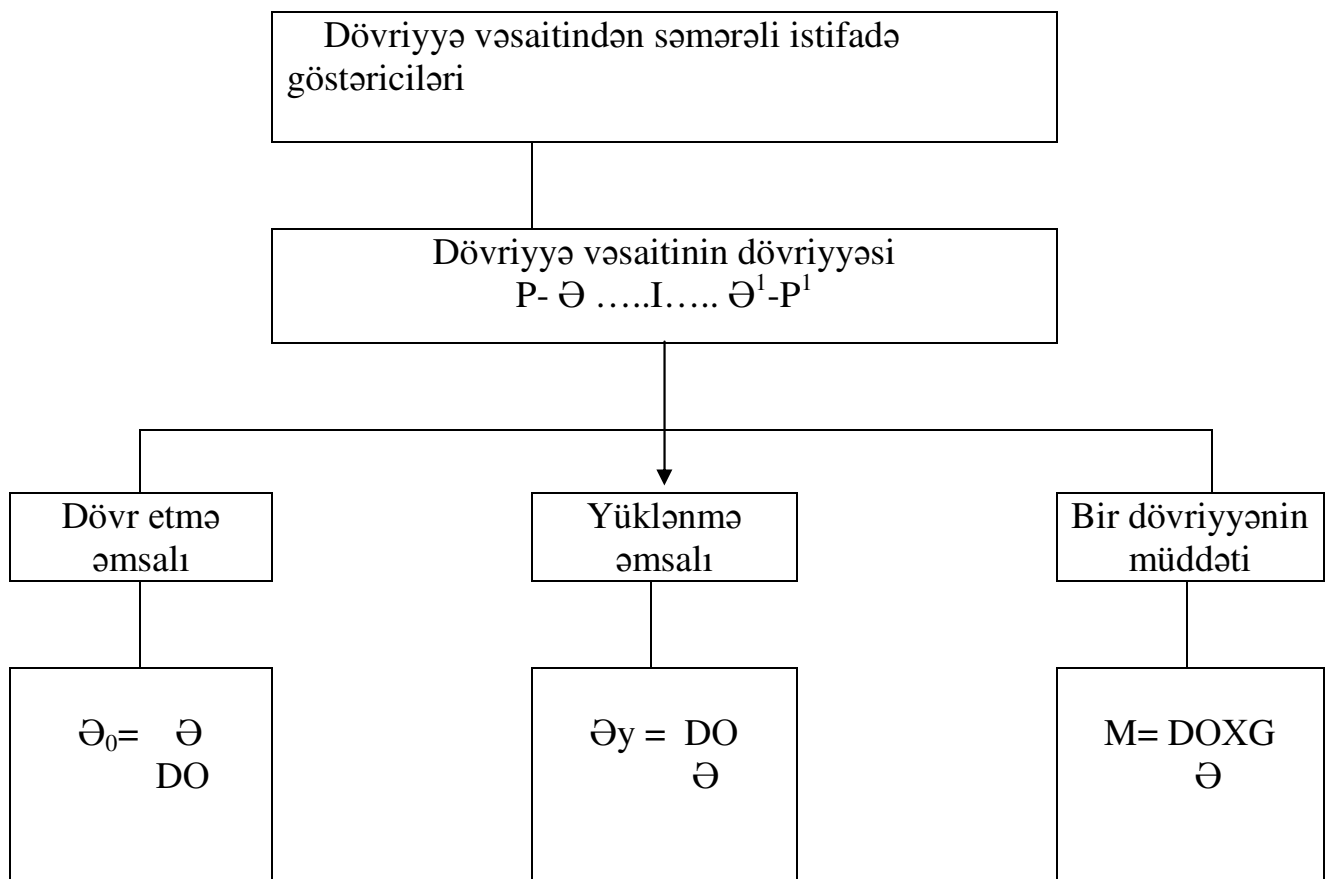 Dövriyyə vəsaitindən səmərəli istifadə
göstəriciləri
Dövriyyə vəsaitinin dövriyyəsi
P- Ə …..I….. Ə¹-P¹
Dövr etmə
əmsalı
Yüklənmə
əmsalı
Bir dövriyyənin
müddəti
Ə₀= Ə
DO
Əy = DO
Ə
M= DOXG
Ə